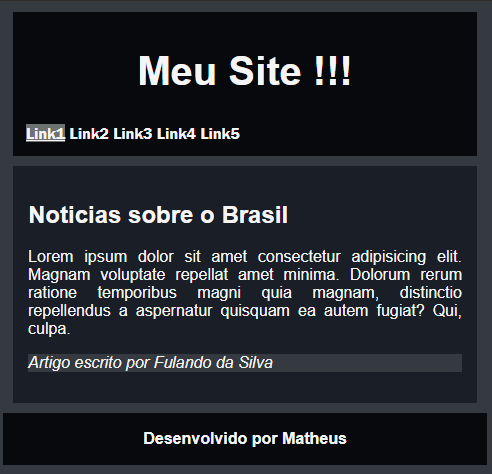 Meu Site !!!
Link1 Link2 Link3 Link4 Link5
Noticias sobre o Brasil
Lorem ipsum dolor sit amet consectetur adipisicing elit.
Magnam voluptate repellat amet minima. Dolorum rerum
ratione temporibus magni quia magnam, distinctio
repellendus a aspernatur quisquam ea autem fugiat? Qui,
culpa.
Artigo escrito por Fulando da Silva
Desenvolvido por Matheus